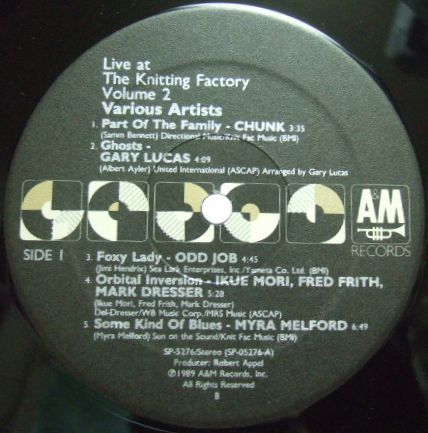 Live at
The Knitting Factory
Volume 2
Various Artists
1. Part Of The Family - CHUNK 3:35
(Samm Bennett) Directional Music/Knit Fac Music (BMI)
2. Ghosts -
GARY LUCAS 4:09
(Albert Ayler) United International (ASCAP) Arranged by Gary Lucas
SIDE 1
A&M
RECORDS
3. Foxy Lady - ODD JOB 4:45
(Jimi Hendrix) Sea Lark Enterprises, Inc./Yameta Co. Ltd. (BMI)
4. Orbital Inversion - IKUE MORI, FRED FRITH,
MARK DRESSER 5:28
(Ikue Mori, Fred Frith, Mark Dresser)
Del-Dresser/WB Music Corp./MRS Music (ASCAP)
5. Some Kind Of Blues - MYRA MELFORD 6:49
(Myra Melford) Sun on the Sound/Knit Fac Music (BMI)
SP-5276/Stereo (SP-05276-A)
Producer: Robert Appel
Ⓟ1989 A&M Records, Inc.
All Rights Reserved
B